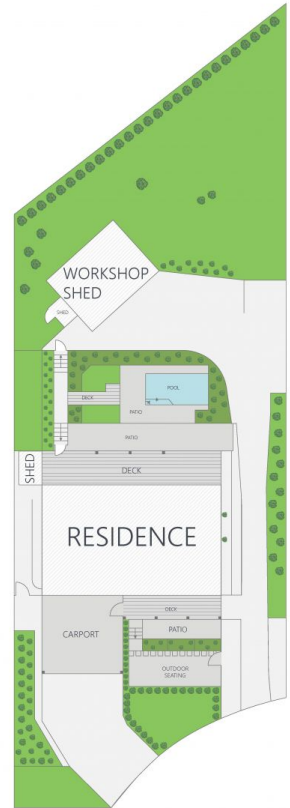 WORKSHOP
SHED
SHED
POOL
DECK
PATIO
PATIO
DECK
SHED
RESIDENCE
DECK
CARPORT
PATIO
OUTDOOR
SEATING